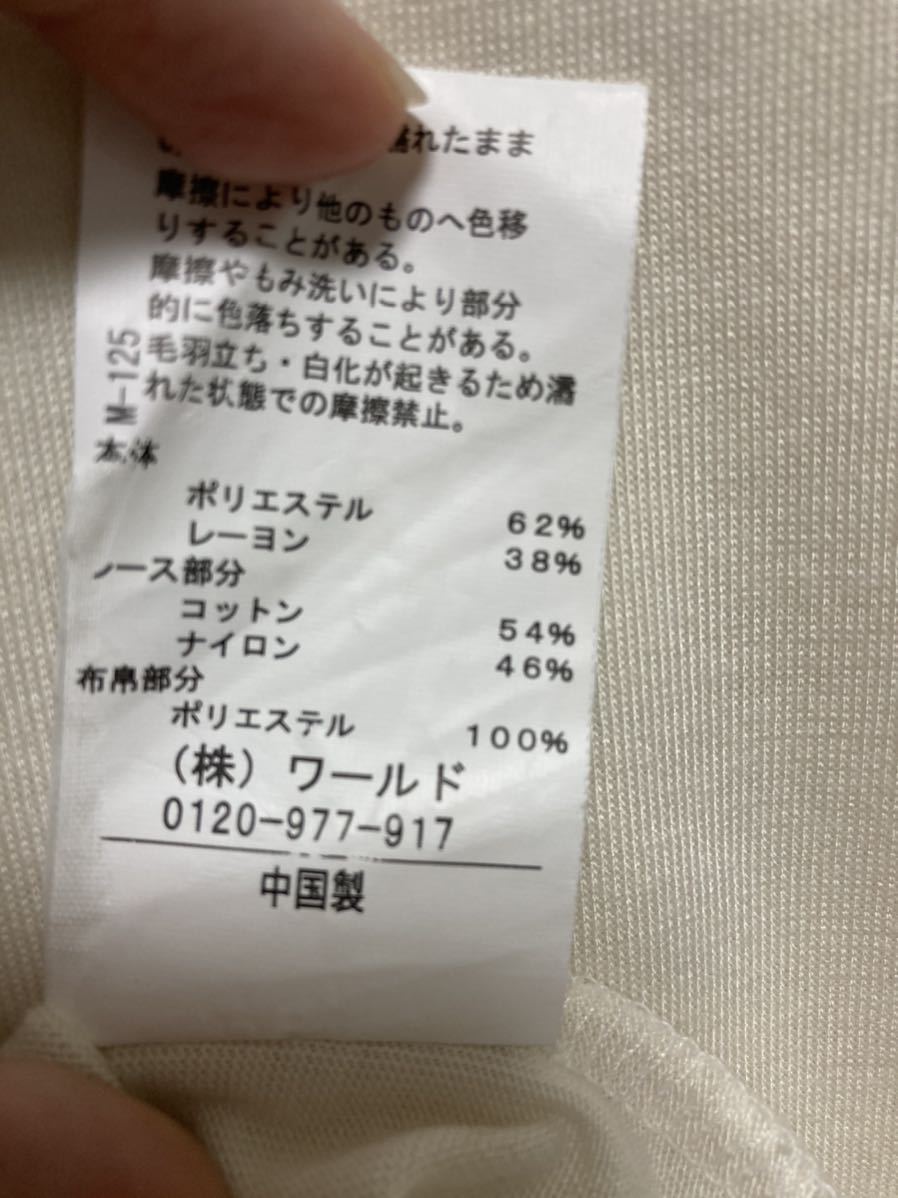 濡れたまま
摩擦により他のものへ色移
りすることがある。
摩擦やもみ洗いにより部分
的に色落ちすることがある。
毛羽立ち・白化が起きるため濡
れた状態での摩擦禁止。
M-125
本体
ポリエステル 62%
レーヨン 38%
レース部分
コットン 54%
ナイロン 46%
布帛部分
ポリエステル 100%
(株) ワールド
0120-977-917
中国製